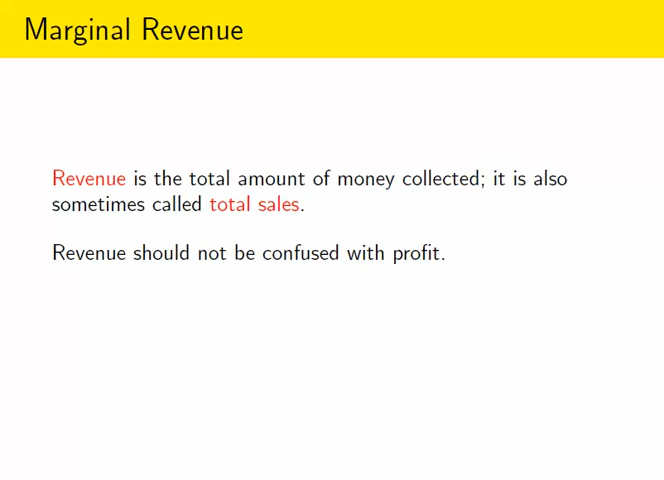 Marginal Revenue
Revenue is the total amount of money collected; it is also
sometimes called total sales.
Revenue should not be confused with profit.